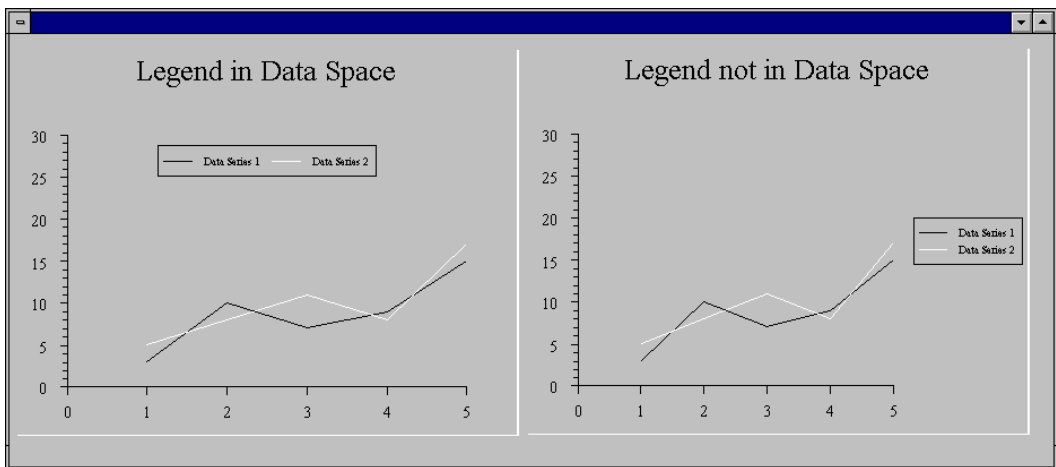 Legend in Data Space
30
25
20
15
10
5
0
0 1 2 3 4 5
Data Series 1 Data Series 2
Legend not in Data Space
30
25
20
15
10
5
0
0 1 2 3 4 5
Data Series 1
Data Series 2